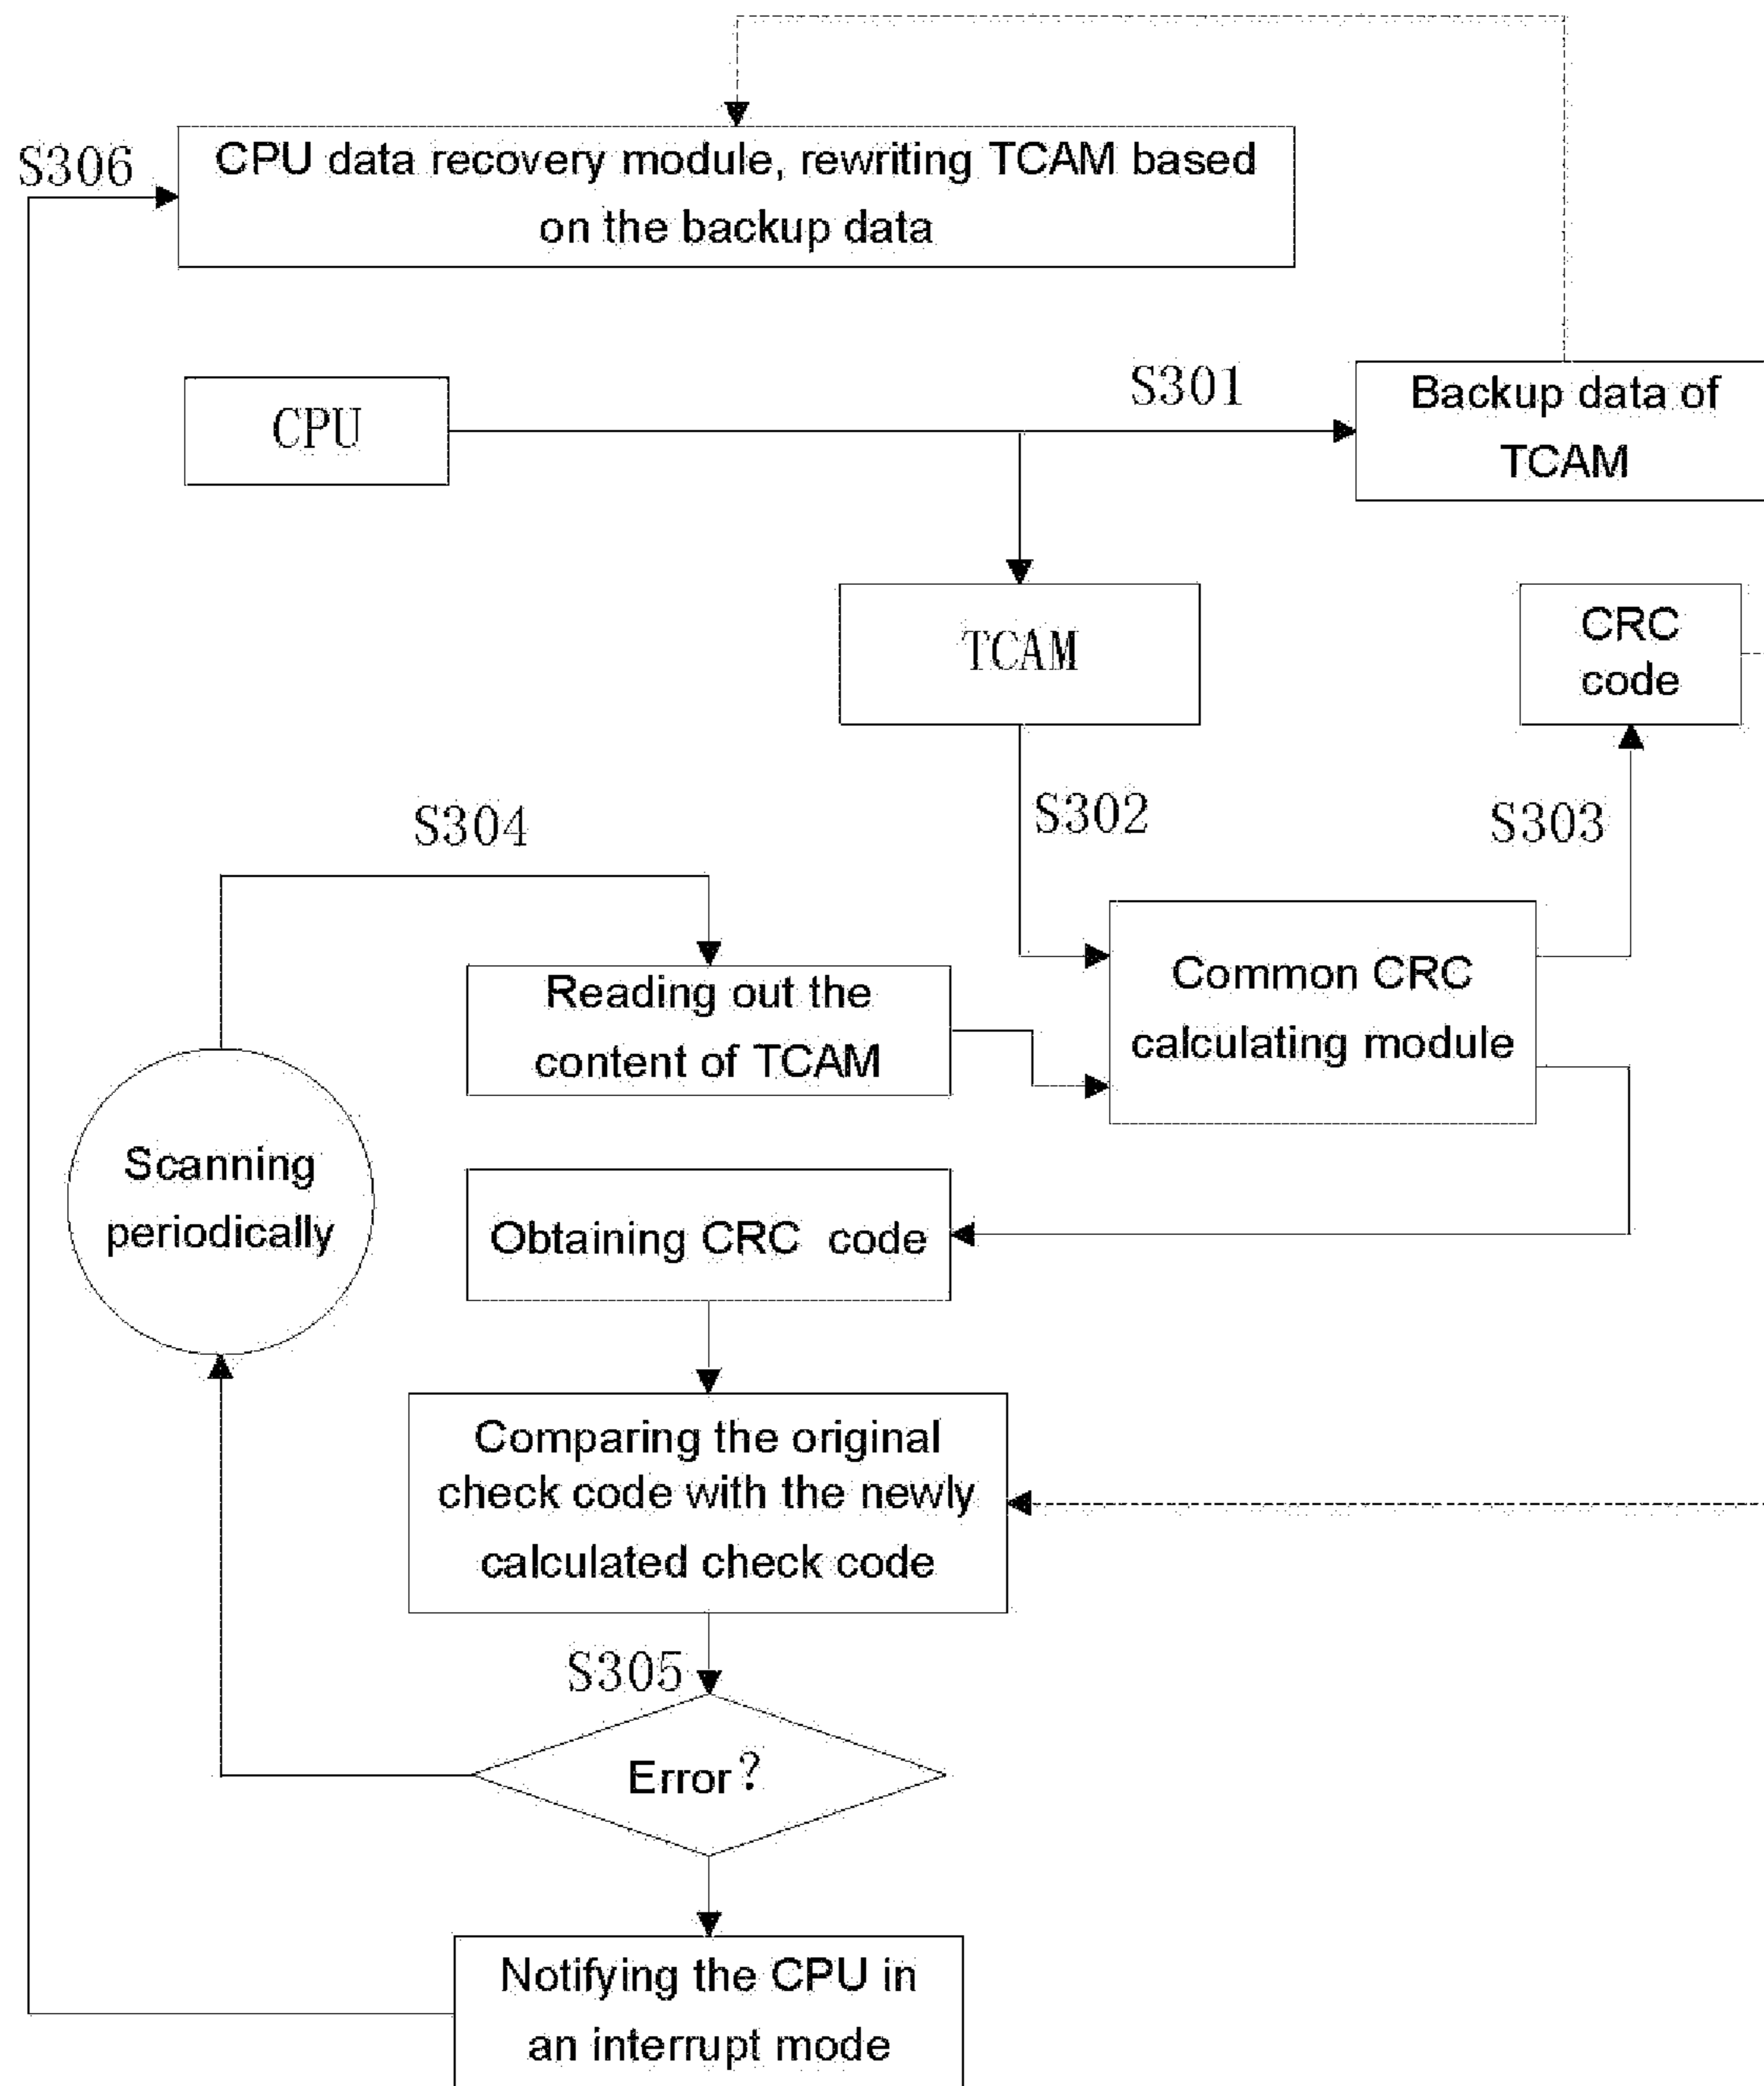 S306
CPU data recovery module, rewriting TCAM based
on the backup data
CPU
S301
Backup data of
TCAM
TCAM
CRC
code
S302
S303
S304
Reading out the
content of TCAM
Common CRC
calculating module
Scanning
periodically
Obtaining CRC code
Comparing the original
check code with the newly
calculated check code
S305
Error?
Notifying the CPU in
an interrupt mode